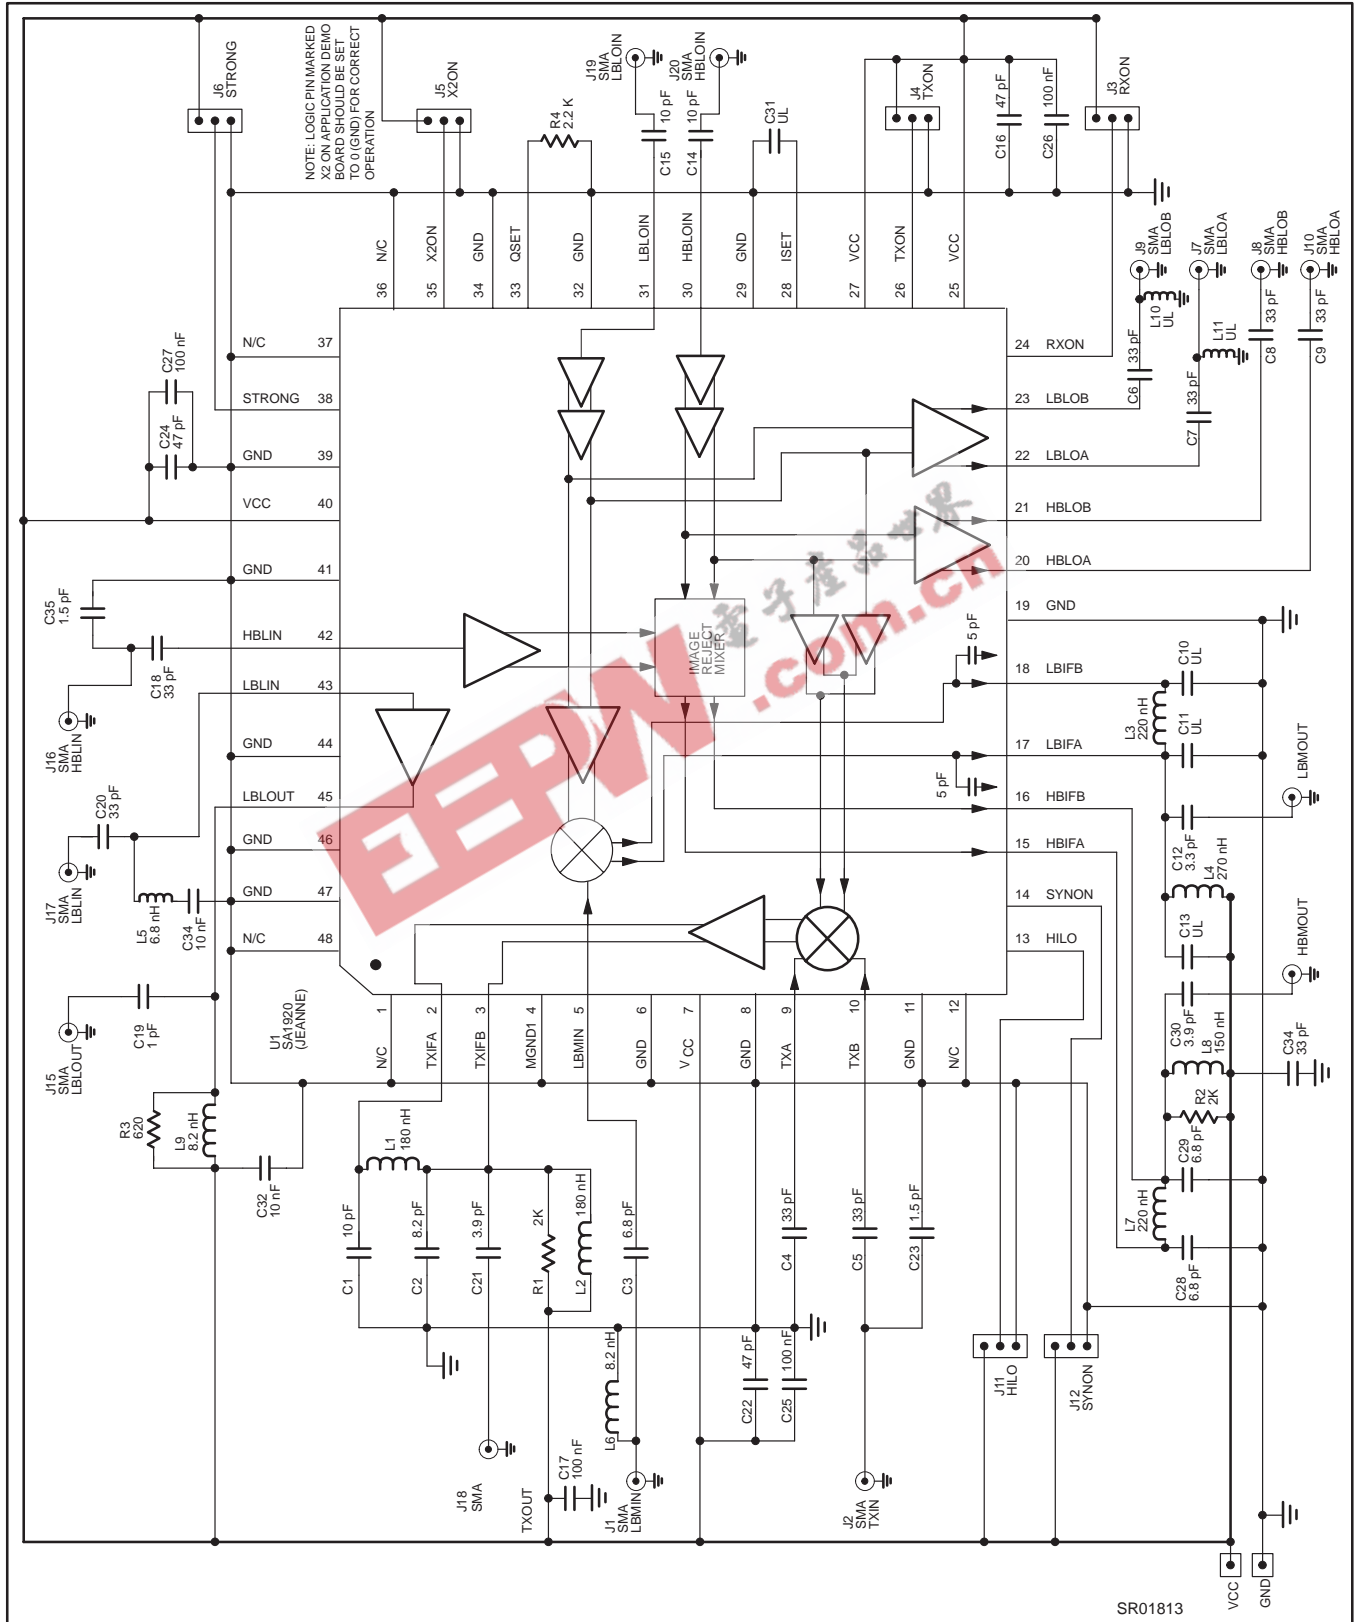 J6
STRONG
NOTE: LOGIC PIN MARKED
X2 ON APPLICATION DEMO
BOARD SHOULD BE SET
TO 0 (GND) FOR CORRECT
OPERATION
J5
X2ON
R4
2.2 K
J19
SMA
LBLOIN
J20
SMA
HBLOIN
C15
10 pF
C14
10 pF
C31
UL
J4
TXON
C16
47 pF
C26
100 nF
J3
RXON
N/C
36
X2ON
35
GND
34
QSET
33
GND
32
LBLOIN
31
HBLOIN
30
GND
29
ISET
28
VCC
27
TXON
26
VCC
25
J9
SMA
LBLOB
J7
SMA
LBLOA
J8
SMA
HBLOB
J10
SMA
HBLOA
L10
UL
L11
UL
C6
33 pF
C7
33 pF
C8
33 pF
C9
33 pF
C27
100 nF
C24
47 pF
N/C 37
STRONG 38
GND 39
VCC 40
GND 41
HBLIN 42
LBLIN 43
GND 44
LBLOUT 45
GND 46
GND 47
N/C 48
24 RXON
23 LBLOB
22 LBLOA
21 HBLOB
20 HBLOA
19 GND
18 LBIFB
17 LBIFA
16 HBIFB
15 HBIFA
14 SYNON
13 HILO
IMAGE
REJECT
MIXER
5 pF
5 pF
電子產品世界
EEPW
.com.cn
C35
1.5 pF
C18
33 pF
J16
SMA
HBLIN
C20
33 pF
J17
SMA
LBLIN
L5
6.8 nH
C34
10 nF
J15
SMA
LBLOUT
C19
1 pF
U1
SA1920
(JEANNE)
R3
620
L9
8.2 nH
C32
10 nF
L3
220 nH
C10
UL
C11
UL
LBMOUT
C12
3.3 pF
L4
270 nH
C13
UL
HBMOUT
C30
3.9 pF
L8
150 nH
C34
33 pF
R2
2K
C29
6.8 pF
L7
220 nH
C28
6.8 pF
1
N/C
2
TXIFA
3
TXIFB
4
MGND1
5
LBMIN
6
GND
7
VCC
8
GND
9
TXA
10
TXB
11
GND
12
N/C
L1
180 nH
C1
10 pF
C2
8.2 pF
C21
3.9 pF
R1
2K
L2
180 nH
C3
6.8 pF
C4
33 pF
C5
33 pF
C23
1.5 pF
L6
8.2 nH
C22
47 pF
C25
100 nF
J11
HILO
J12
SYNON
J18
SMA
TXOUT
C17
100 nF
J1
SMA
LBMIN
J2
SMA
TXIN
VCC
GND
SR01813